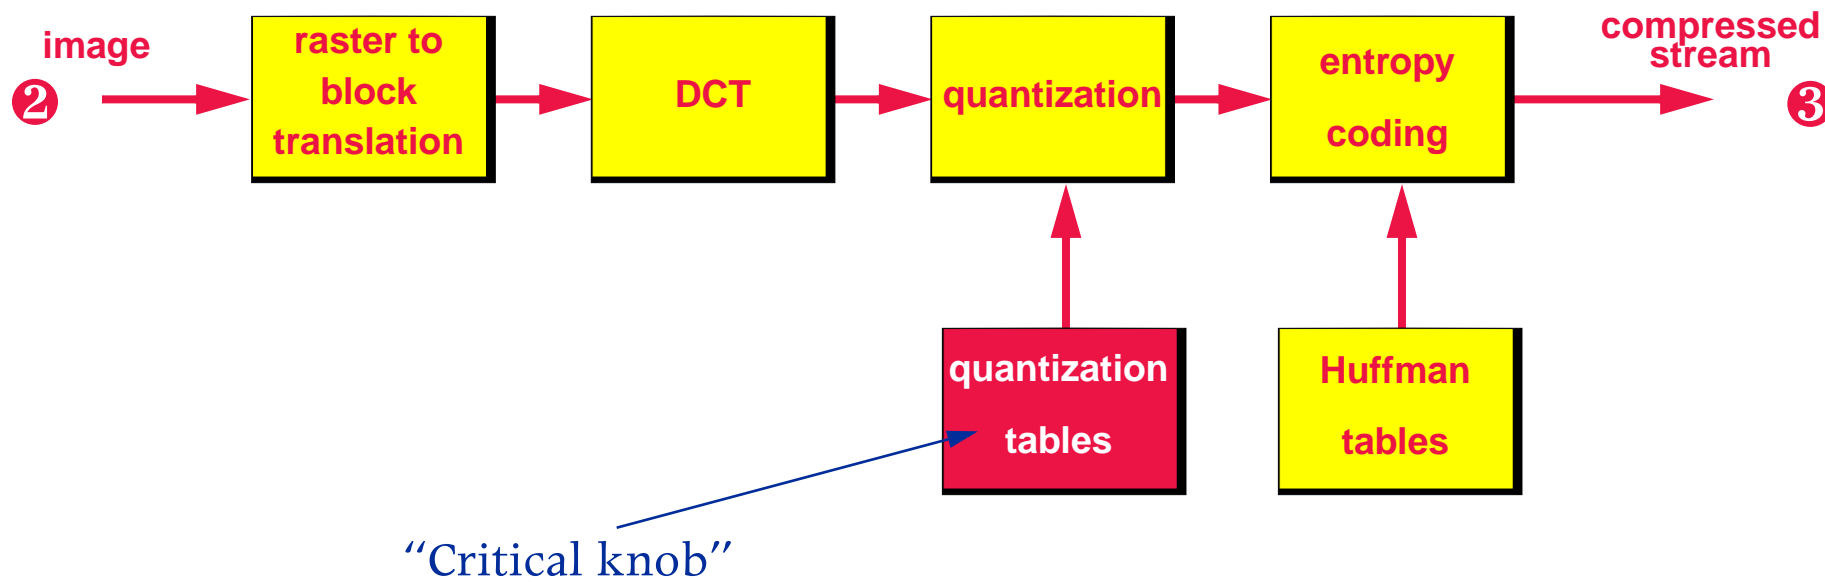 image
❷
raster to
block
translation
DCT
quantization
entropy
coding
compressed
stream
❸
quantization
tables
Huffman
tables
“Critical knob”